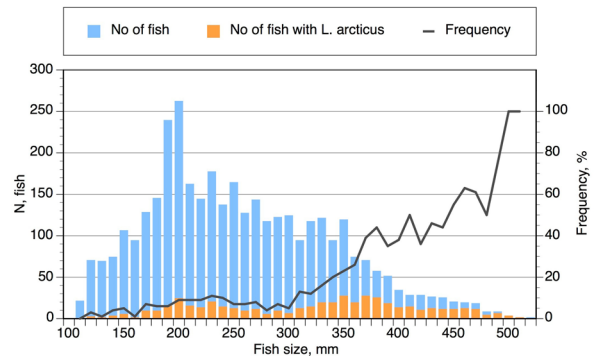 No of fish No of fish with L. arcticus Frequency
300
250 100
200 80
150 60
100 40
50 20
0 0
N, fish
Frequency, %
100 150 200 250 300 350 400 450 500
Fish size, mm